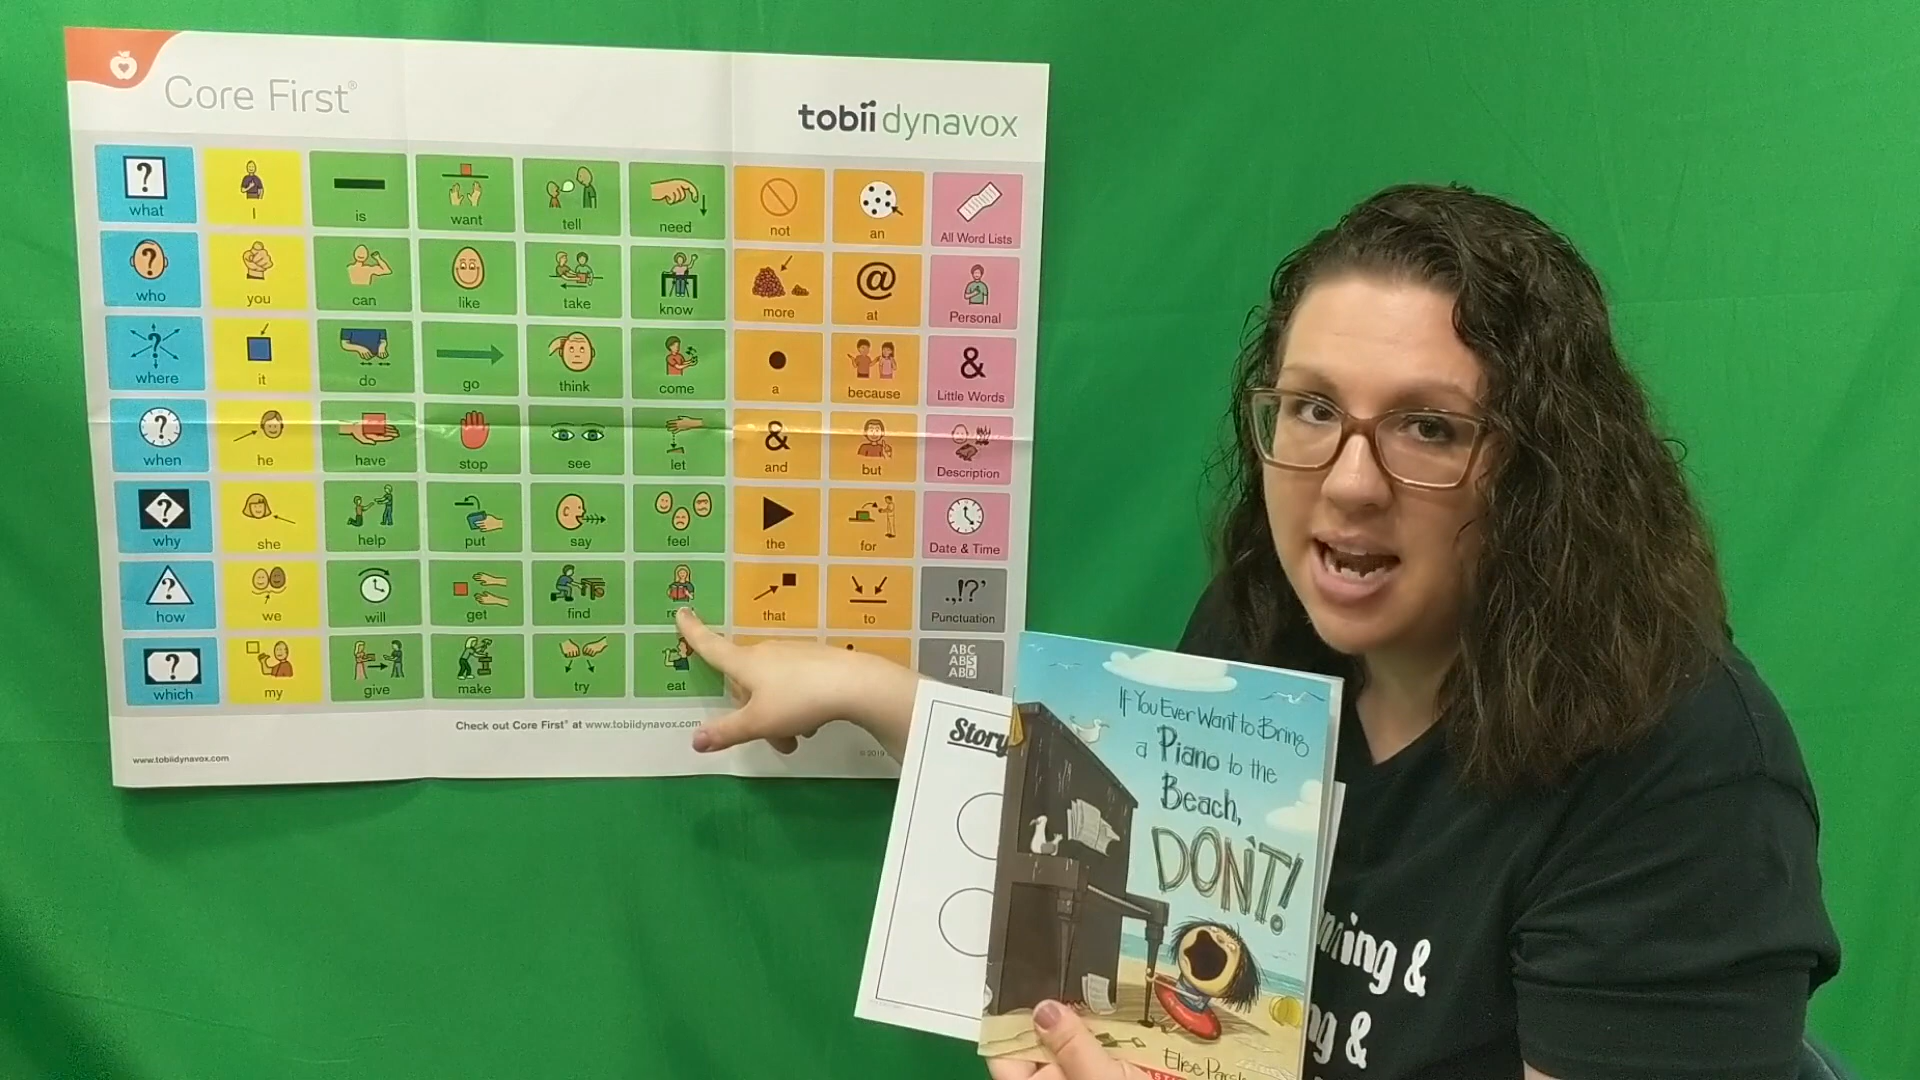 Core First®
tobii dynavox
what I is want tell need not an All Word Lists
who you can like take know more at Personal
where it do go think come a because Little Words
when he have stop see let and but Description
why she help put say feel the for Date & Time
how we will get find that to Punctuation
which my give make try eat
Check out Core First® at www.tobiidynavox.com
www.tobiidynavox.com
© 2019
Story
If You Ever Want to Bring
a Piano to the
Beach,
DON'T!
Elise
&
&